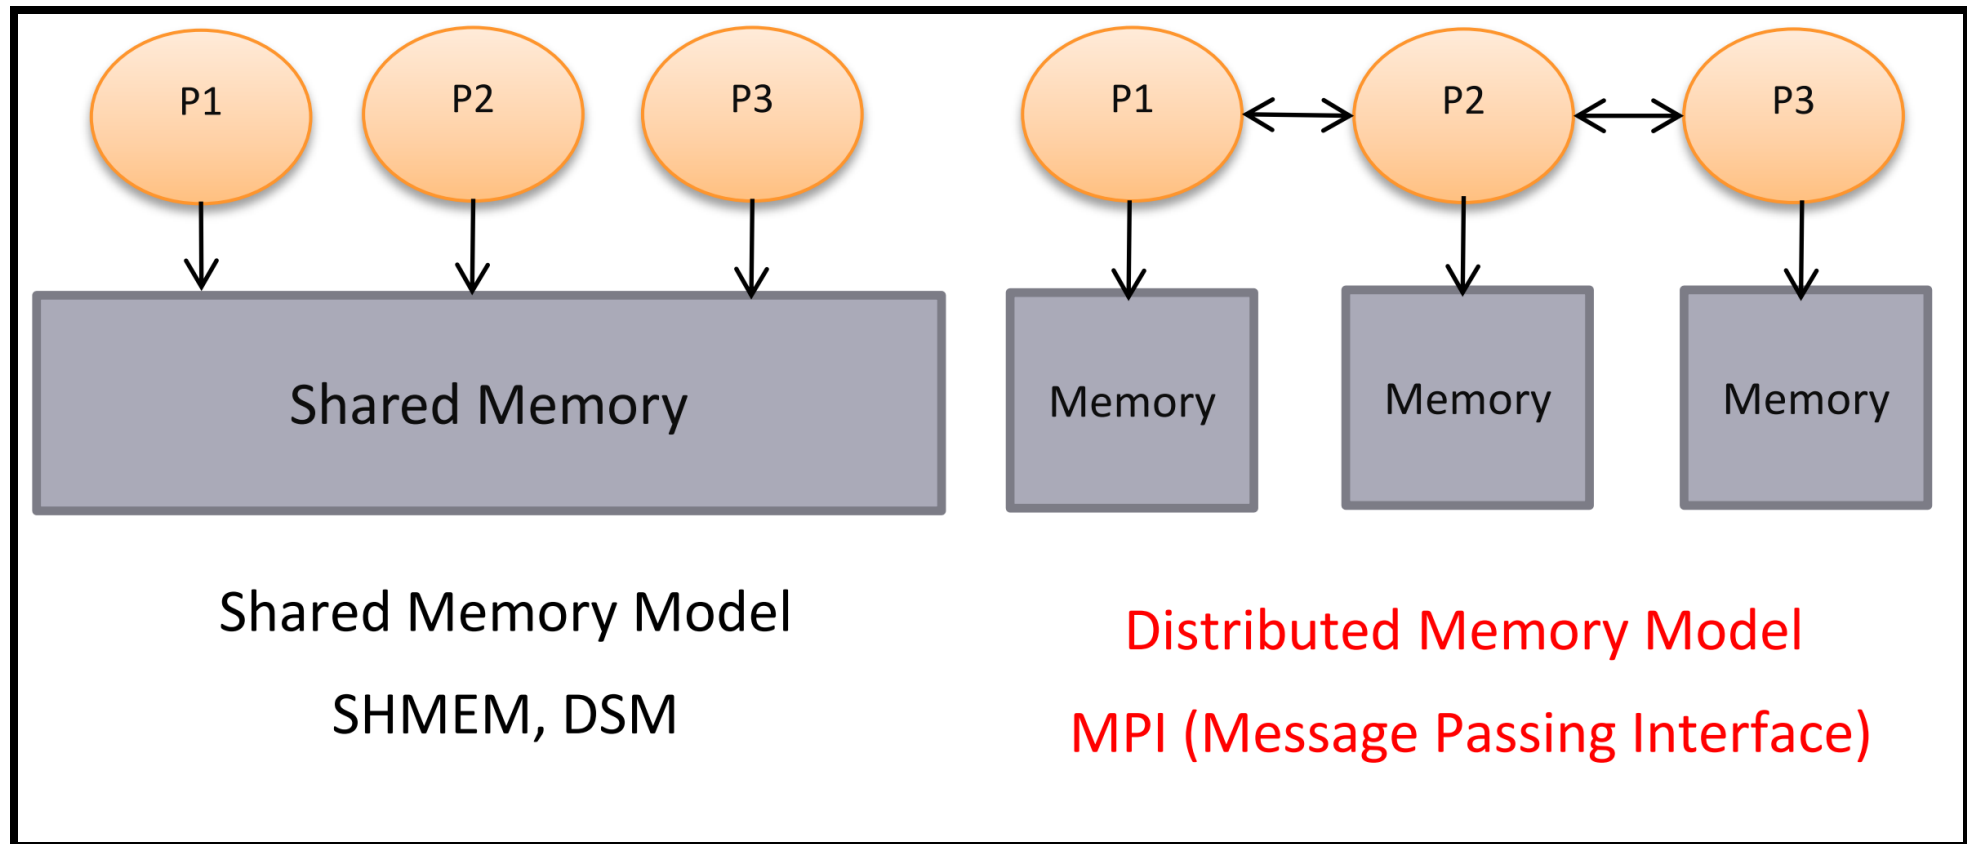 P1
P2
P3
Shared Memory
Shared Memory Model
SHMEM, DSM
P1
P2
P3
Memory
Memory
Memory
Distributed Memory Model
MPI (Message Passing Interface)